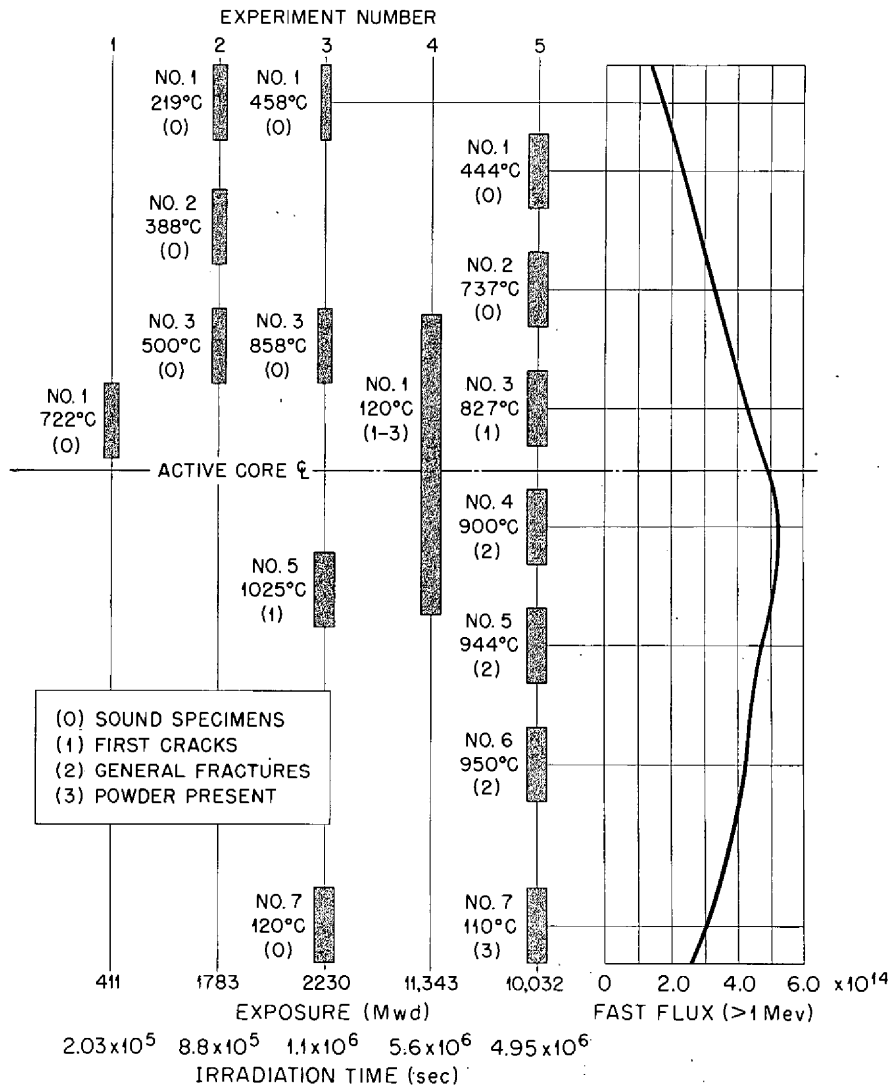 EXPERIMENT NUMBER
1 2 3 4 5
NO. 1
219°C
(0)
NO. 1
458°C
(0)
NO. 1
444°C
(0)
NO. 2
388°C
(0)
NO. 2
737°C
(0)
NO. 3
500°C
(0)
NO. 3
858°C
(0)
NO. 1
722°C
(0)
NO. 1
120°C
(1-3)
NO. 3
827°C
(1)
ACTIVE CORE ℄
NO. 4
900°C
(2)
NO. 5
1025°C
(1)
NO. 5
944°C
(2)
(0) SOUND SPECIMENS
(1) FIRST CRACKS
(2) GENERAL FRACTURES
(3) POWDER PRESENT
NO. 6
950°C
(2)
NO. 7
120°C
(0)
NO. 7
110°C
(3)
411 1783 2230 11,343 10,032
EXPOSURE (Mwd)
0 2.0 4.0 6.0 x10¹⁴
FAST FLUX (>1 Mev)
2.03x10⁵ 8.8x10⁵ 1.1x10⁶ 5.6x10⁶ 4.95x10⁶
IRRADIATION TIME (sec)